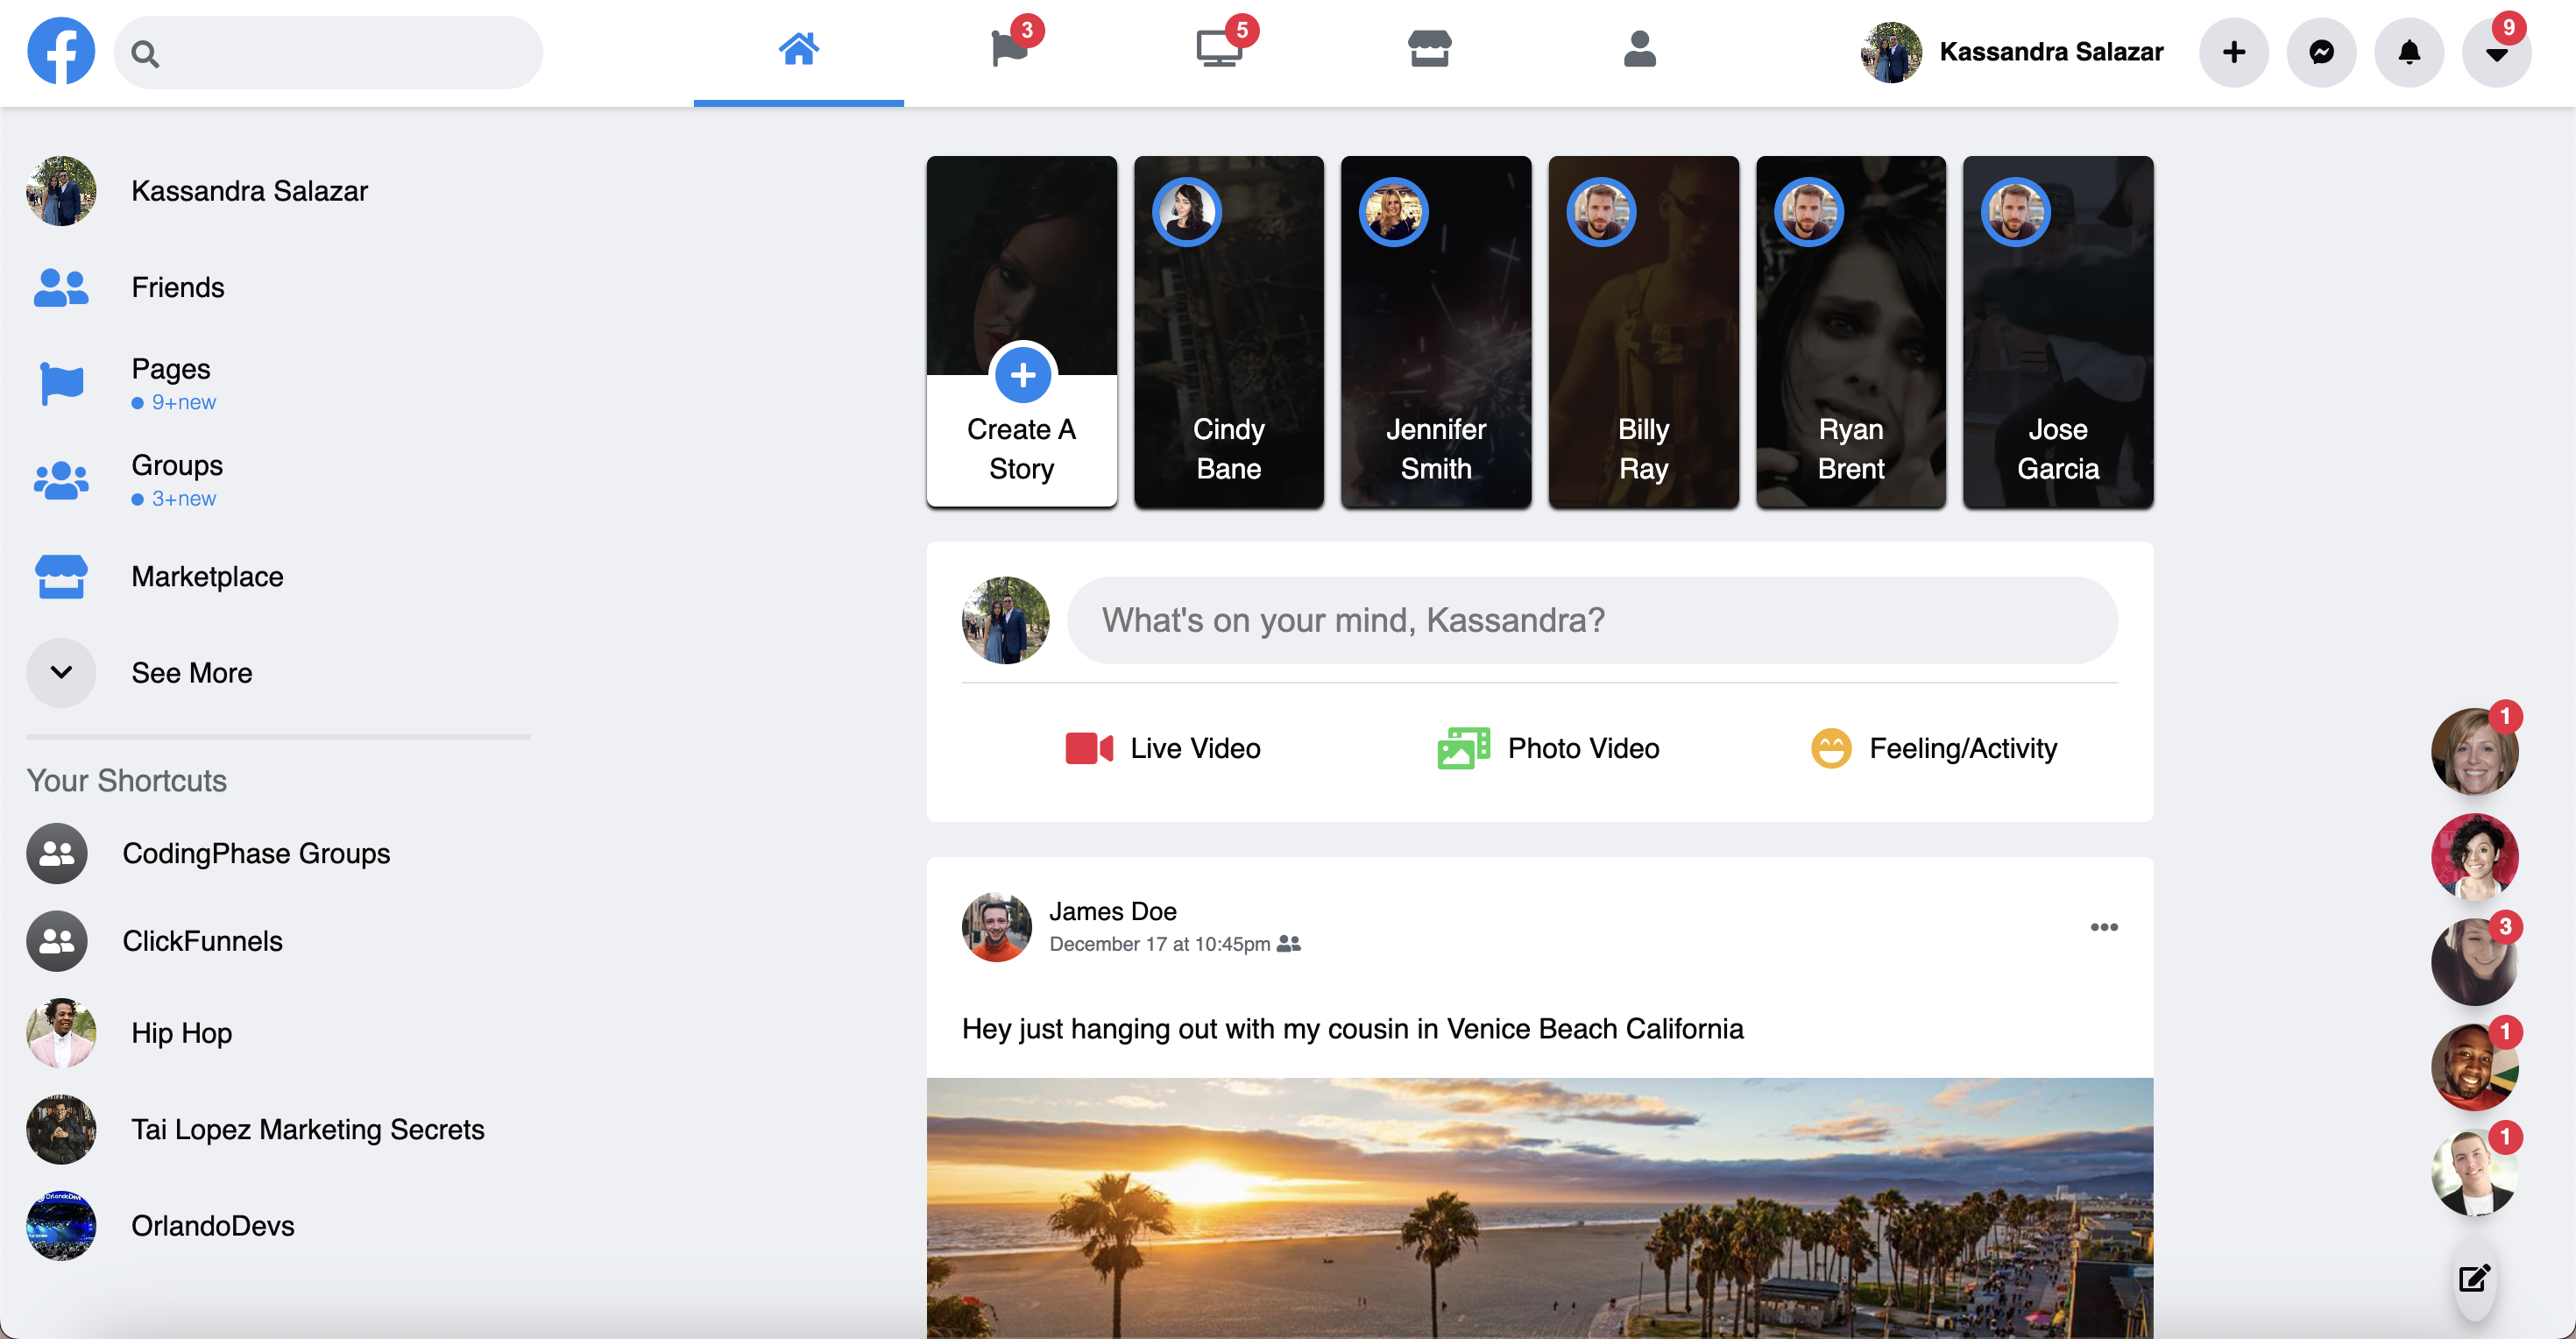 3
5
Kassandra Salazar
9
Kassandra Salazar
Friends
Pages
9+new
Groups
3+new
Marketplace
See More
Your Shortcuts
CodingPhase Groups
ClickFunnels
Hip Hop
Tai Lopez Marketing Secrets
OrlandoDevs
Create A
Story
Cindy
Bane
Jennifer
Smith
Billy
Ray
Ryan
Brent
Jose
Garcia
What's on your mind, Kassandra?
Live Video
Photo Video
Feeling/Activity
James Doe
December 17 at 10:45pm
Hey just hanging out with my cousin in Venice Beach California
1
3
1
1